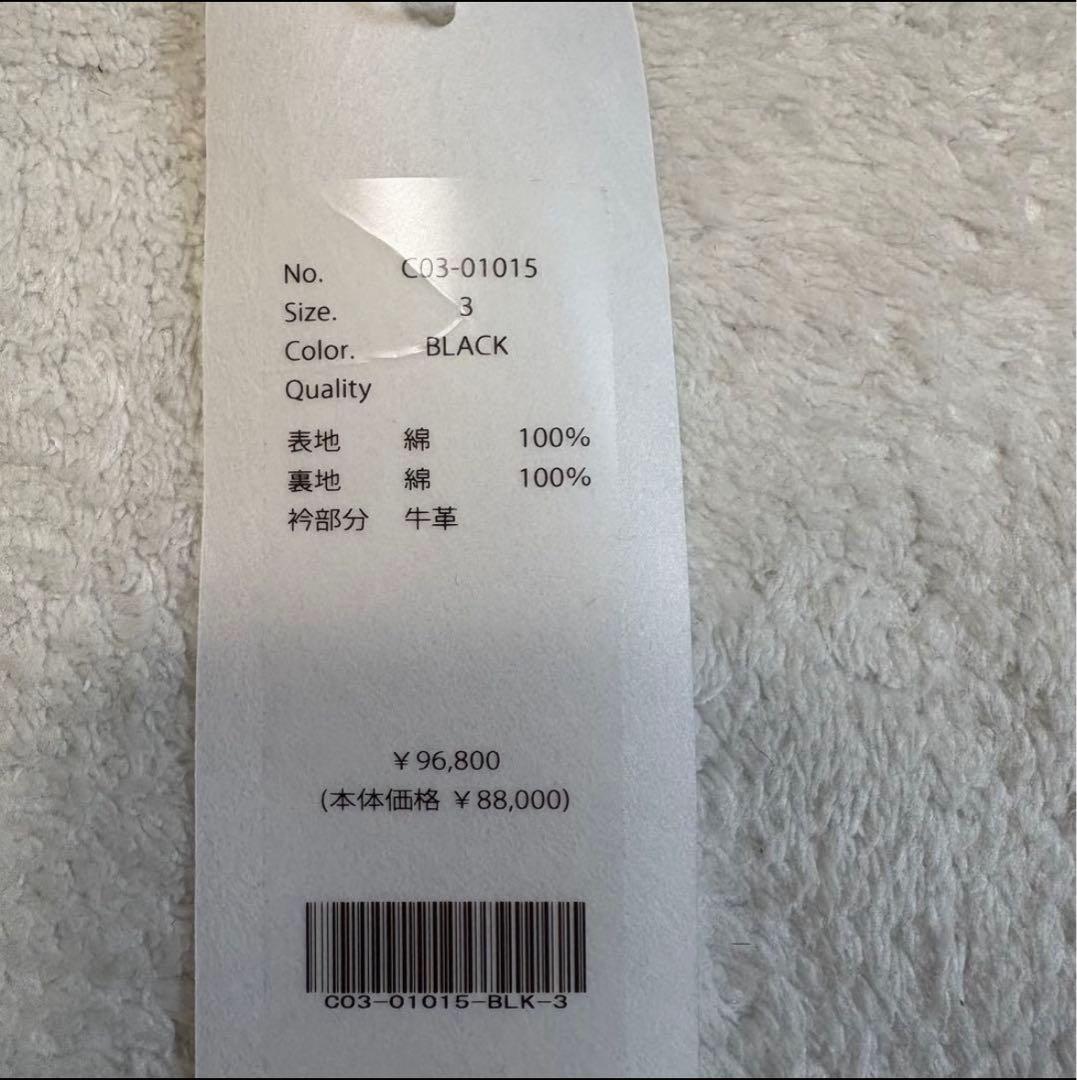 No. C03-01015
Size. 3
Color. BLACK
Quality
表地 綿 100%
裏地 綿 100%
衿部分 牛革
¥96,800
(本体価格 ¥88,000)
C03-01015-BLK-3